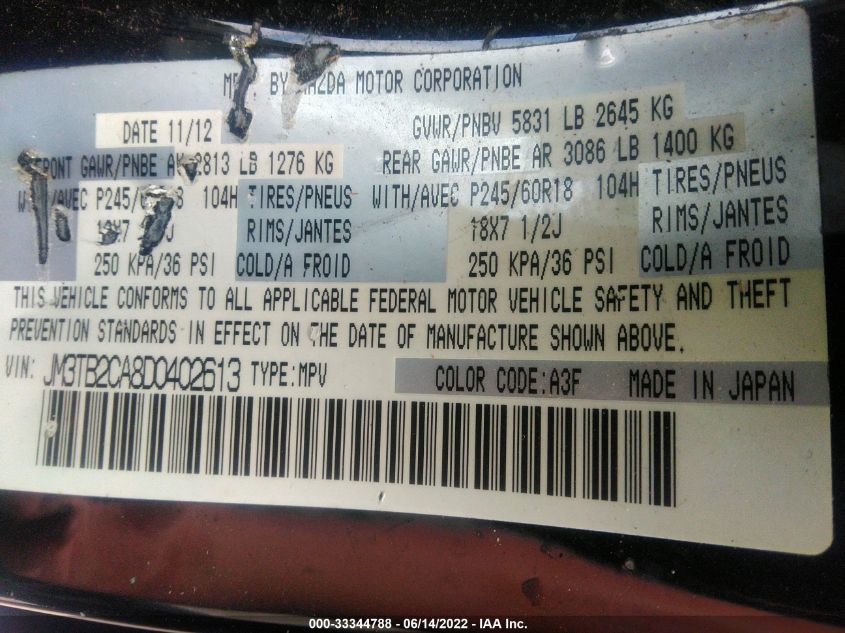 BY MAZDA MOTOR CORPORATION
DATE 11/12 GVWR/PNBV 5831 LB 2645 KG
FRONT GAWR/PNBE AR 2813 LB 1276 KG REAR GAWR/PNBE AR 3086 LB 1400 KG
WITH/AVEC 104H TIRES/PNEUS WITH/AVEC P245/60R18 104H TIRES/PNEUS
RIMS/JANTES 18X7 1/2J RIMS/JANTES
250 KPA/36 PSI COLD/A FROID 250 KPA/36 PSI COLD/A FROID
THIS VEHICLE CONFORMS TO ALL APPLICABLE FEDERAL MOTOR VEHICLE SAFETY AND THEFT
PREVENTION STANDARDS IN EFFECT ON THE DATE OF MANUFACTURE SHOWN ABOVE.
VIN: JM3TB2CA8D0402613 TYPE:MPV COLOR CODE:A3F MADE IN JAPAN
000-33344788 - 06/14/2022 - IAA Inc.